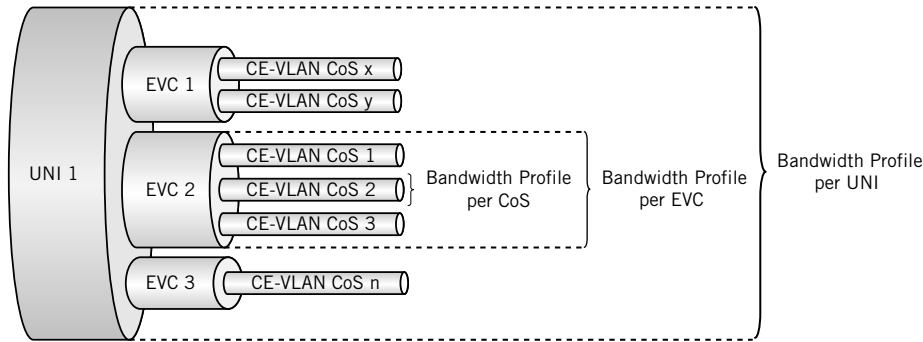 UNI 1
EVC 1
CE-VLAN CoS x
CE-VLAN CoS y
EVC 2
CE-VLAN CoS 1
CE-VLAN CoS 2
CE-VLAN CoS 3
EVC 3
CE-VLAN CoS n
Bandwidth Profile
per CoS
Bandwidth Profile
per EVC
Bandwidth Profile
per UNI